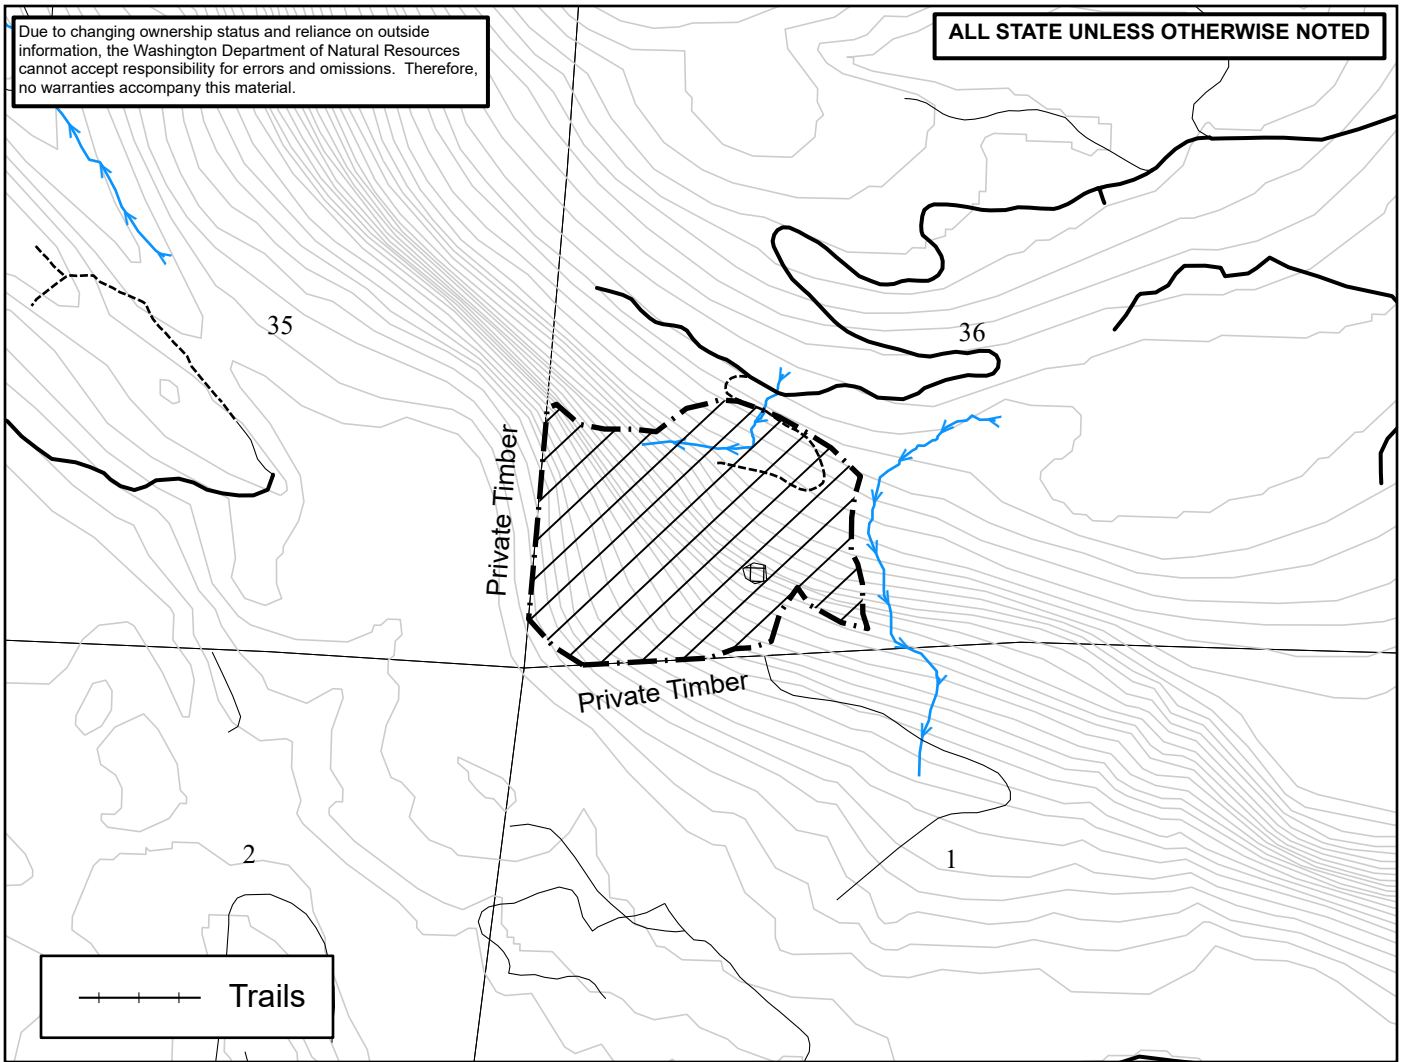 Due to changing ownership status and reliance on outside
information, the Washington Department of Natural Resources
cannot accept responsibility for errors and omissions.  Therefore,
no warranties accompany this material.
ALL STATE UNLESS OTHERWISE NOTED
35
36
Private Timber
Private Timber
2
1
Trails